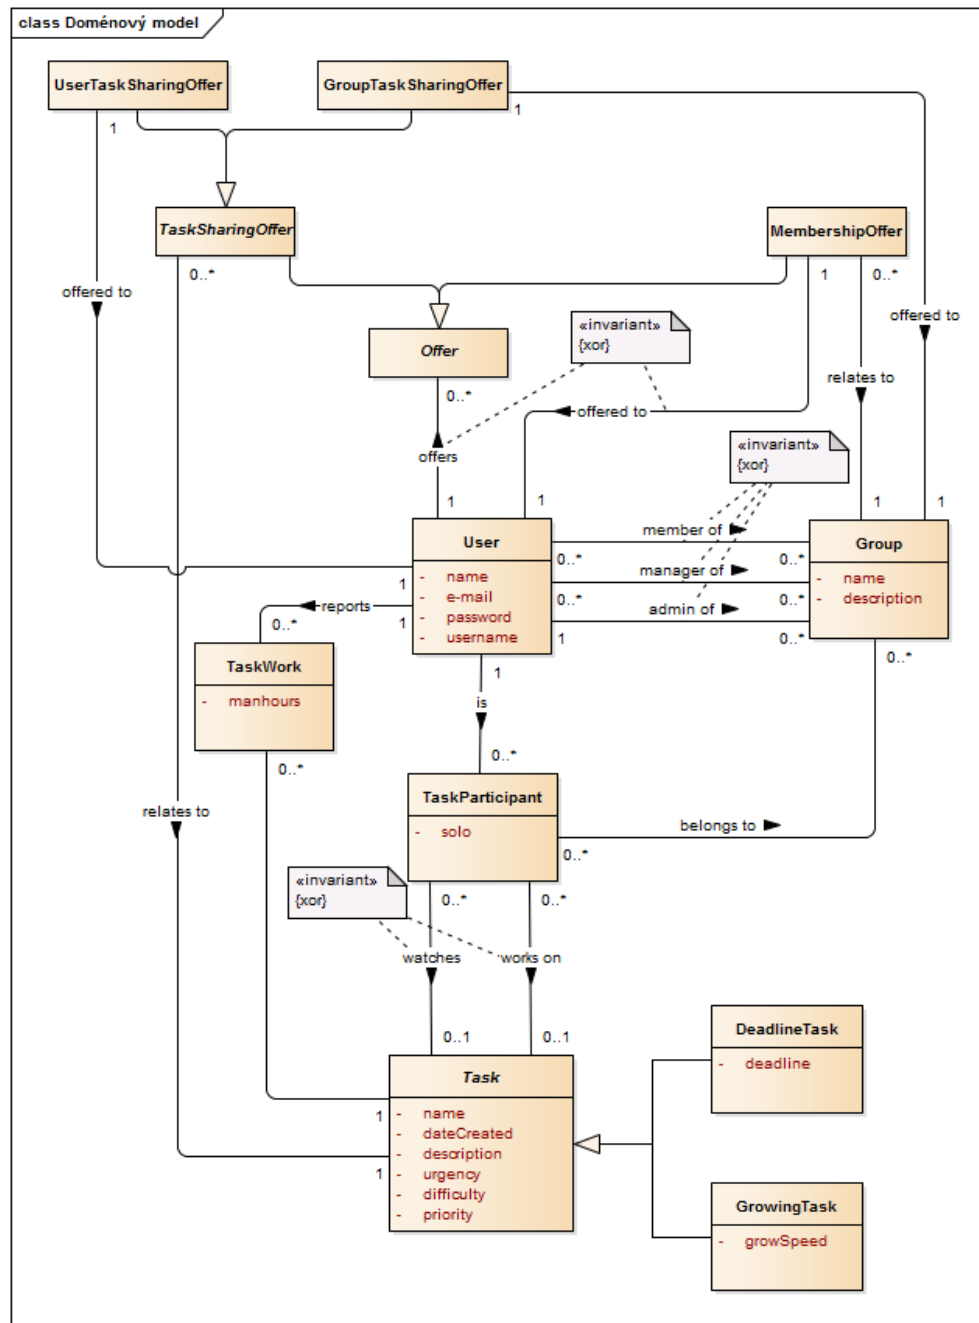 class Doménový model
UserTaskSharingOffer
GroupTaskSharingOffer
1
1
TaskSharingOffer
MembershipOffer
0..*
1
0..*
offered to
offered to
«invariant»
{xor}
Offer
0..*
relates to
offered to
offers
«invariant»
{xor}
1
1
1
1
User
- name
- e-mail
- password
- username
member of
0..*
0..*
manager of
0..*
0..*
admin of
1
0..*
Group
- name
- description
0..*
1
reports
1
0..*
TaskWork
- manhours
0..*
1
is
0..*
TaskParticipant
- solo
relates to
belongs to
0..*
«invariant»
{xor}
0..*
0..*
watches
works on
0..1
0..1
Task
- name
- dateCreated
- description
- urgency
- difficulty
- priority
1
1
DeadlineTask
- deadline
GrowingTask
- growSpeed